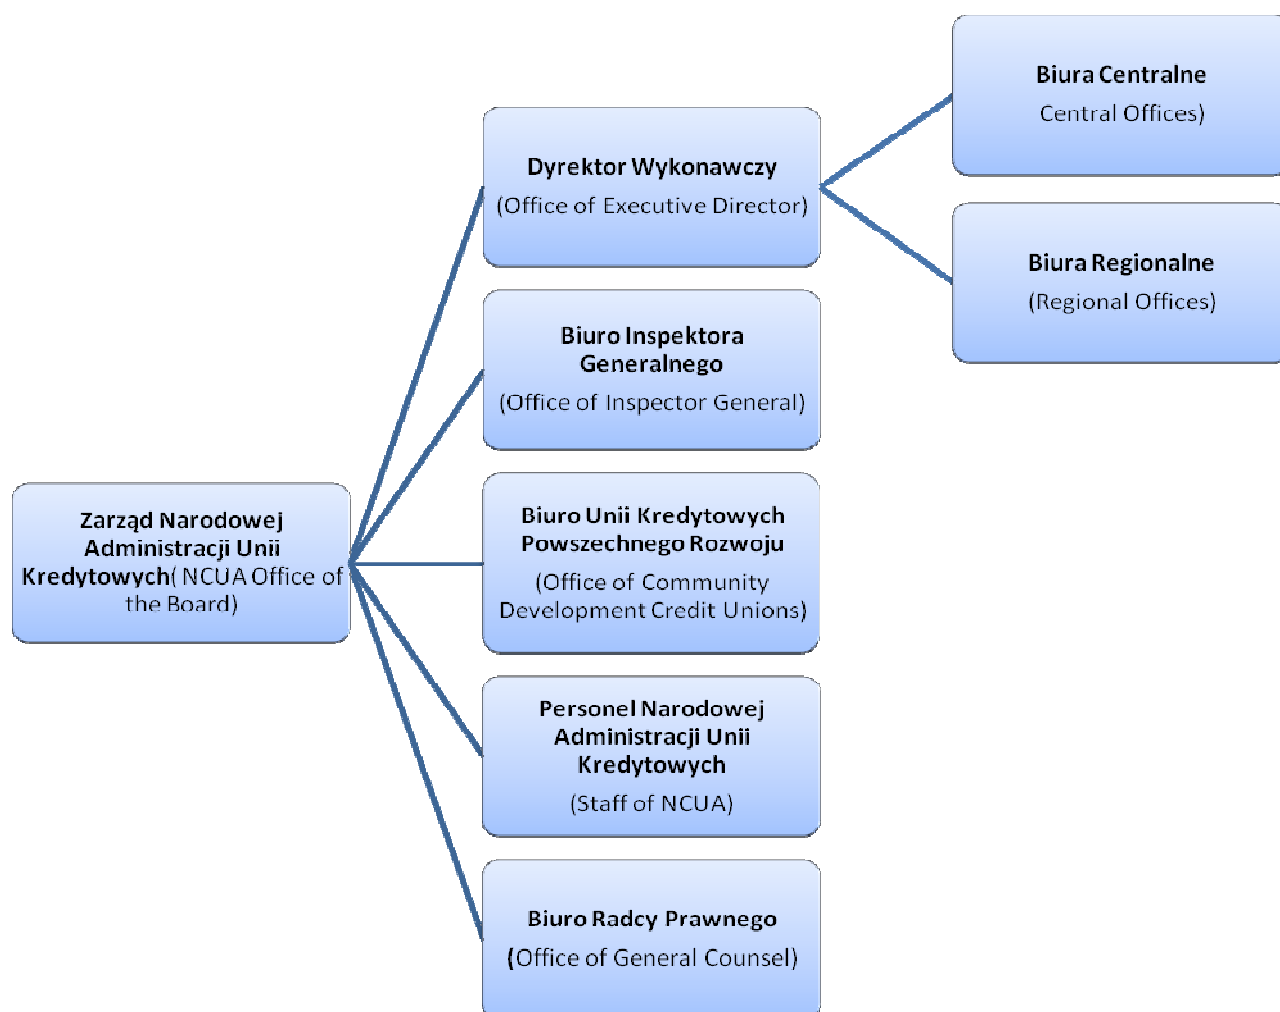 Biura Centralne
Central Offices)
Dyrektor Wykonawczy
(Office of Executive Director)
Biura Regionalne
(Regional Offices)
Biuro Inspektora
Generalnego
(Office of Inspector General)
Zarząd Narodowej
Administracji Unii
Kredytowych( NCUA Office of
the Board)
Biuro Unii Kredytowych
Powszechnego Rozwoju
(Office of Community
Development Credit Unions)
Personel Narodowej
Administracji Unii
Kredytowych
(Staff of NCUA)
Biuro Radcy Prawnego
(Office of General Counsel)